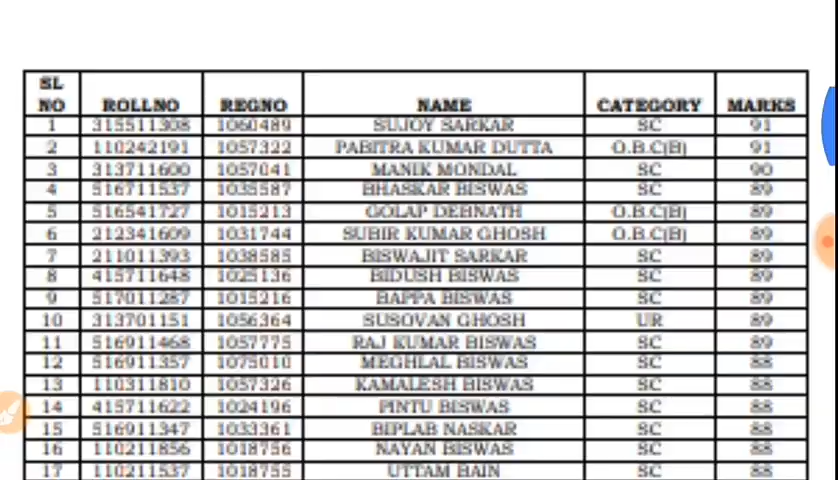 SL NO ROLLNO REGNO NAME CATEGORY MARKS
1 315511308 1060489 SUJOY SARKAR SC 91
2 110242191 1057322 PABITRA KUMAR DUTTA O.B.C(B) 91
3 313711600 1057041 MANIK MONDAL SC 90
4 516711537 1035587 BHASKAR BISWAS SC 89
5 516541727 1015213 GOLAP DEBNATH O.B.C(B) 89
6 212341609 1031744 SUBIR KUMAR GHOSH O.B.C(B) 89
7 211011393 1038585 BISWAJIT SARKAR SC 89
8 415711648 1025136 BIDUSH BISWAS SC 89
9 517011287 1015216 BAPPA BISWAS SC 89
10 313701151 1056364 SUSOVAN GHOSH UR 89
11 516911468 1057775 RAJ KUMAR BISWAS SC 89
12 516911357 1075010 MEGHLAL BISWAS SC 88
13 110311810 1057326 KAMALESH BISWAS SC 88
14 415711622 1024196 PINTU BISWAS SC 88
15 516911347 1033361 BIPLAB NASKAR SC 88
16 110211856 1018756 NAYAN BISWAS SC 88
17 110211537 1018755 UTTAM BAIN SC 88